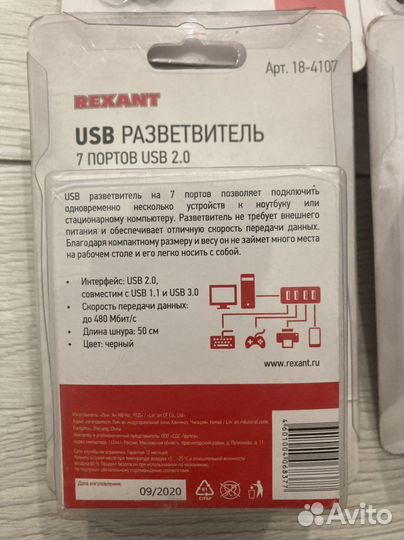 Арт. 18-4107
REXANT
USB РАЗВЕТВИТЕЛЬ
7 ПОРТОВ USB 2.0
USB разветвитель на 7 портов позволяет подключить
одновременно несколько устройств к ноутбуку или
стационарному компьютеру. Разветвитель не требует внешнего
питания и обеспечивает отличную скорость передачи данных.
Благодаря компактному размеру и весу он не займет много места
на рабочем столе и его легко носить с собой.
• Интерфейс: USB 2.0,
совместим с USB 1.1 и USB 3.0
• Скорость передачи данных:
до 480 Мбит/с
• Длина шнура: 50 см
• Цвет: черный
www.rexant.ru
Дата изготовления:
09/2020
81
C/PAP
4601004068377
Avito